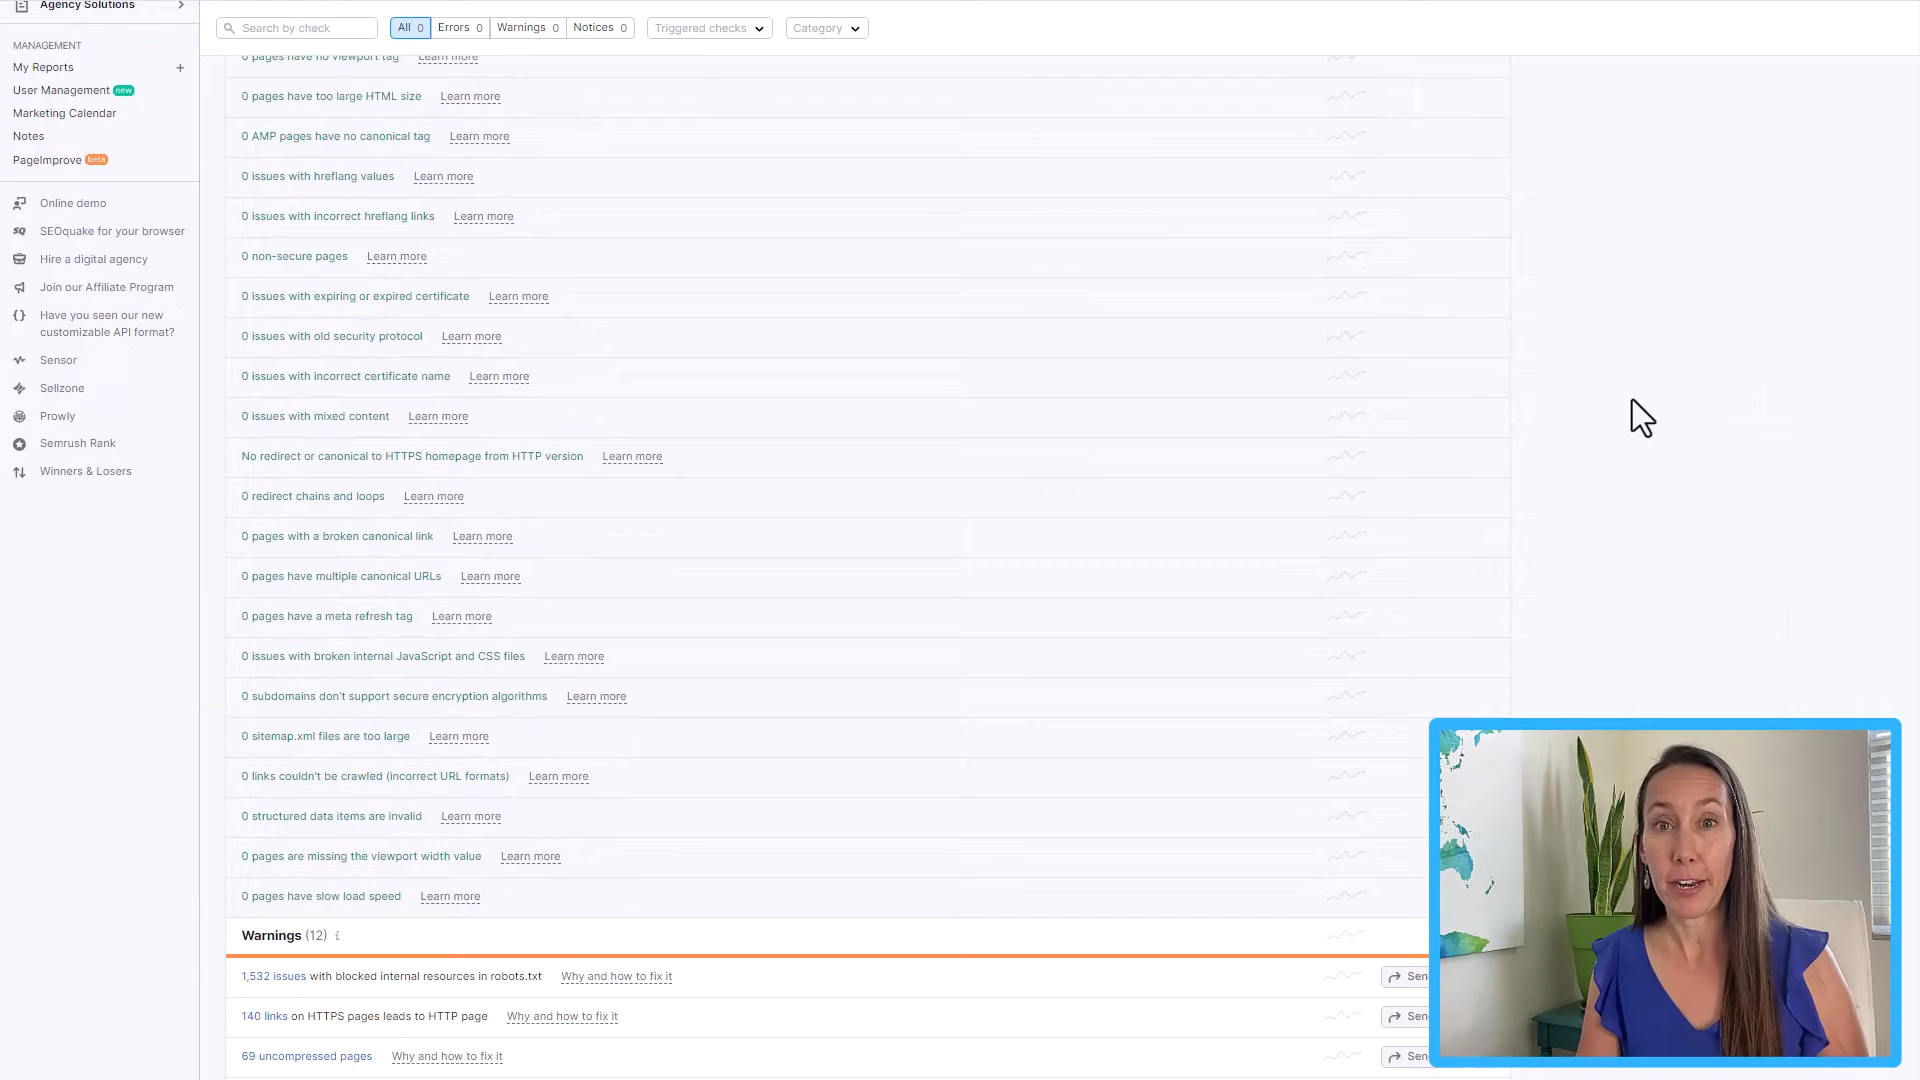 Agency Solutions
MANAGEMENT
My Reports +
User Management new
Marketing Calendar
Notes
PageImprove beta
Online demo
SEOquake for your browser
Hire a digital agency
Join our Affiliate Program
Have you seen our new
customizable API format?
Sensor
Sellzone
Prowly
Semrush Rank
Winners & Losers
Search by check
All 0
Errors 0
Warnings 0
Notices 0
Triggered checks
Category
0 pages have no viewport tag Learn more
0 pages have too large HTML size Learn more
0 AMP pages have no canonical tag Learn more
0 issues with hreflang values Learn more
0 issues with incorrect hreflang links Learn more
0 non-secure pages Learn more
0 issues with expiring or expired certificate Learn more
0 issues with old security protocol Learn more
0 issues with incorrect certificate name Learn more
0 issues with mixed content Learn more
No redirect or canonical to HTTPS homepage from HTTP version Learn more
0 redirect chains and loops Learn more
0 pages with a broken canonical link Learn more
0 pages have multiple canonical URLs Learn more
0 pages have a meta refresh tag Learn more
0 issues with broken internal JavaScript and CSS files Learn more
0 subdomains don't support secure encryption algorithms Learn more
0 sitemap.xml files are too large Learn more
0 links couldn't be crawled (incorrect URL formats) Learn more
0 structured data items are invalid Learn more
0 pages are missing the viewport width value Learn more
0 pages have slow load speed Learn more
Warnings (12) i
1,532 issues with blocked internal resources in robots.txt Why and how to fix it Sen
140 links on HTTPS pages leads to HTTP page Why and how to fix it Sen
69 uncompressed pages Why and how to fix it Sen